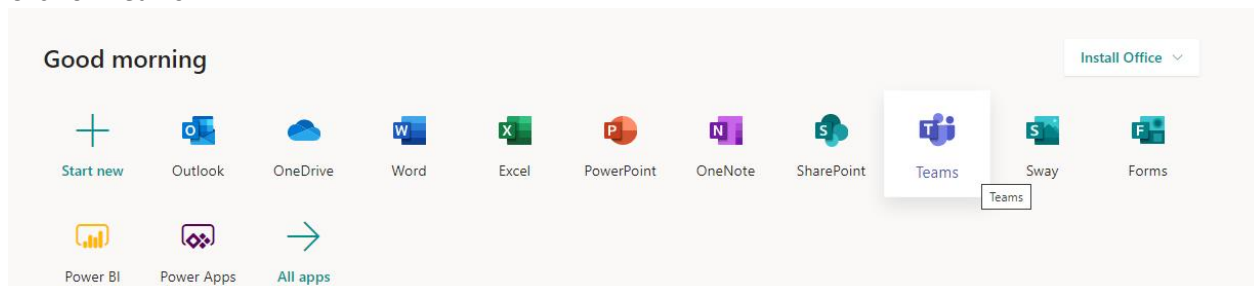 Good morning
Install Office
Start new
Outlook
OneDrive
Word
Excel
PowerPoint
OneNote
SharePoint
Teams
Sway
Forms
Teams
Power BI
Power Apps
All apps